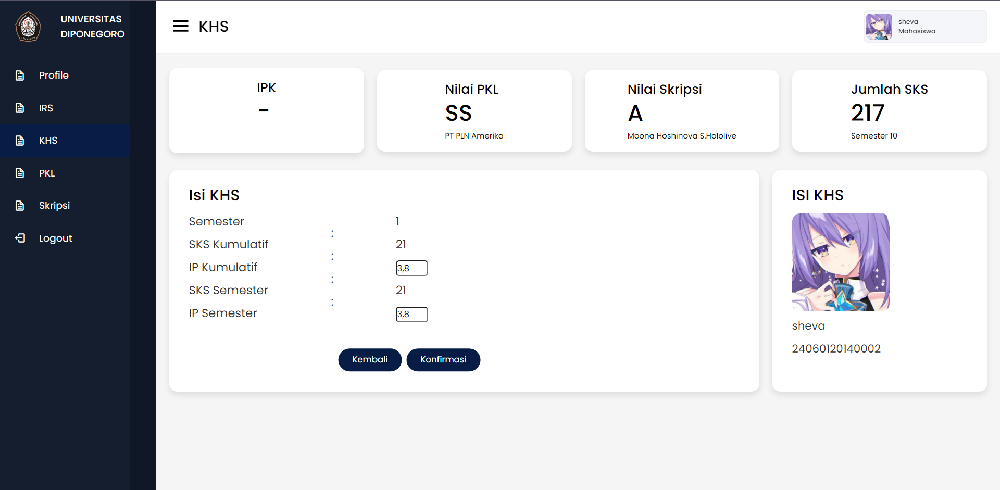 UNIVERSITAS
DIPONEGORO
Profile
IRS
KHS
PKL
Skripsi
Logout
KHS
sheva
Mahasiswa
IPK
-
Nilai PKL
SS
PT PLN Amerika
Nilai Skripsi
A
Moona Hoshinova S.Hololive
Jumlah SKS
217
Semester 10
Isi KHS
Semester : 1
SKS Kumulatif : 21
IP Kumulatif : 3,8
SKS Semester : 21
IP Semester 3,8
Kembali
Konfirmasi
ISI KHS
sheva
24060120140002